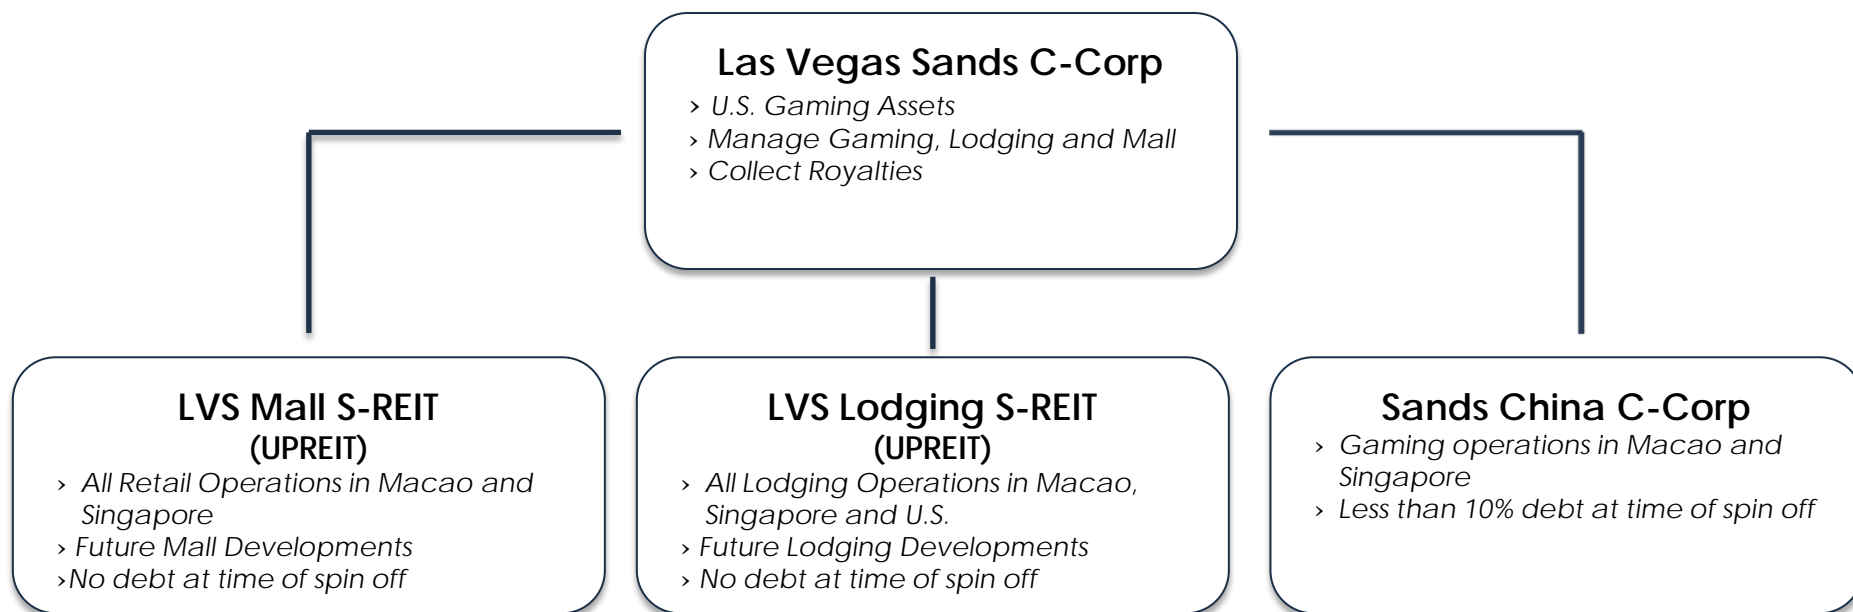 Las Vegas Sands C-Corp
› U.S. Gaming Assets
› Manage Gaming, Lodging and Mall
› Collect Royalties
LVS Mall S-REIT
(UPREIT)
› All Retail Operations in Macao and
Singapore
› Future Mall Developments
›No debt at time of spin off
LVS Lodging S-REIT
(UPREIT)
› All Lodging Operations in Macao,
Singapore and U.S.
› Future Lodging Developments
› No debt at time of spin off
Sands China C-Corp
› Gaming operations in Macao and
Singapore
› Less than 10% debt at time of spin off